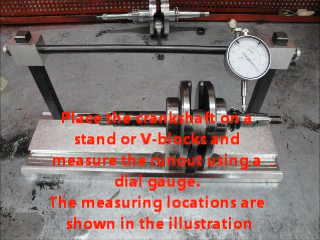 Place the crankshaft on a
stand or V-blocks and
measure the runout using a
dial gauge.
The measuring locations are
shown in the illustration